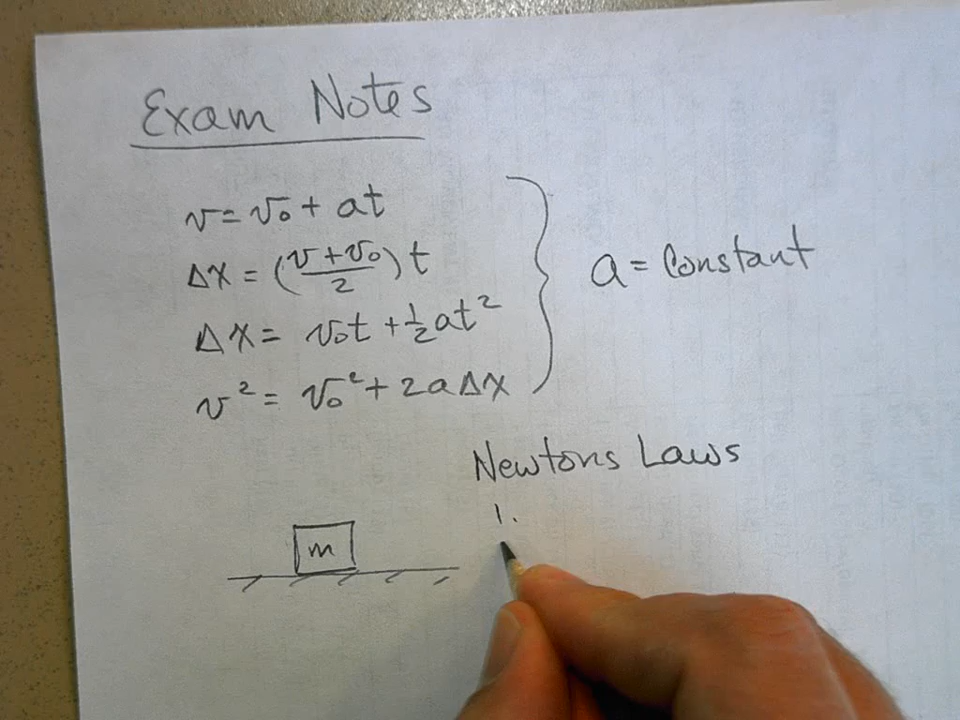 Exam Notes
v = v₀ + at
Δx = (v + v₀ / 2) t
a = constant
Δx = v₀t + ½at²
v² = v₀² + 2aΔx
Newtons Laws
1.
m